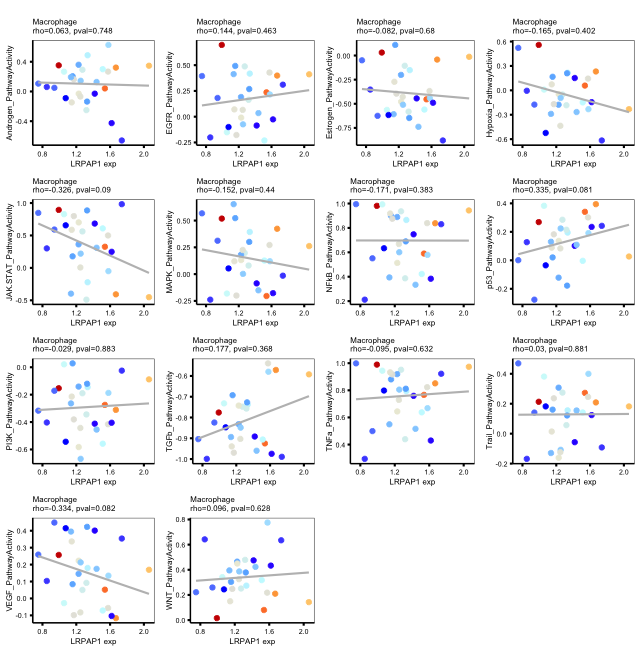 Macrophage
rho=0.063, pval=0.748
Androgen_PathwayActivity
0.6
0.4
0.2
0.0
-0.2
-0.4
-0.6
0.8
1.2
1.6
2.0
LRPAP1 exp
Macrophage
rho=0.144, pval=0.463
EGFR_PathwayActivity
0.50
0.25
0.00
-0.25
0.8
1.2
1.6
2.0
LRPAP1 exp
Macrophage
rho=-0.082, pval=0.68
Estrogen_PathwayActivity
0.00
-0.25
-0.50
-0.75
0.8
1.2
1.6
2.0
LRPAP1 exp
Macrophage
rho=-0.165, pval=0.402
Hypoxia_PathwayActivity
0.6
0.3
0.0
-0.3
-0.6
0.8
1.2
1.6
2.0
LRPAP1 exp
Macrophage
rho=-0.326, pval=0.09
JAK-STAT_PathwayActivity
1.0
0.5
0.0
-0.5
0.8
1.2
1.6
2.0
LRPAP1 exp
Macrophage
rho=-0.152, pval=0.44
MAPK_PathwayActivity
0.50
0.25
0.00
-0.25
0.8
1.2
1.6
2.0
LRPAP1 exp
Macrophage
rho=-0.171, pval=0.383
NFkB_PathwayActivity
1.0
0.8
0.6
0.4
0.2
0.8
1.2
1.6
2.0
LRPAP1 exp
Macrophage
rho=0.335, pval=0.081
p53_PathwayActivity
0.4
0.2
0.0
-0.2
0.8
1.2
1.6
2.0
LRPAP1 exp
Macrophage
rho=-0.029, pval=0.883
PI3K_PathwayActivity
0.0
-0.2
-0.4
-0.6
0.8
1.2
1.6
2.0
LRPAP1 exp
Macrophage
rho=0.177, pval=0.368
TGFb_PathwayActivity
-0.6
-0.7
-0.8
-0.9
-1.0
0.8
1.2
1.6
2.0
LRPAP1 exp
Macrophage
rho=-0.095, pval=0.632
TNFa_PathwayActivity
1.0
0.8
0.6
0.4
0.8
1.2
1.6
2.0
LRPAP1 exp
Macrophage
rho=0.03, pval=0.881
Trail_PathwayActivity
0.4
0.2
0.0
-0.2
0.8
1.2
1.6
2.0
LRPAP1 exp
Macrophage
rho=-0.334, pval=0.082
VEGF_PathwayActivity
0.4
0.3
0.2
0.1
0.0
-0.1
0.8
1.2
1.6
2.0
LRPAP1 exp
Macrophage
rho=0.096, pval=0.628
WNT_PathwayActivity
0.8
0.6
0.4
0.2
0.0
0.8
1.2
1.6
2.0
LRPAP1 exp